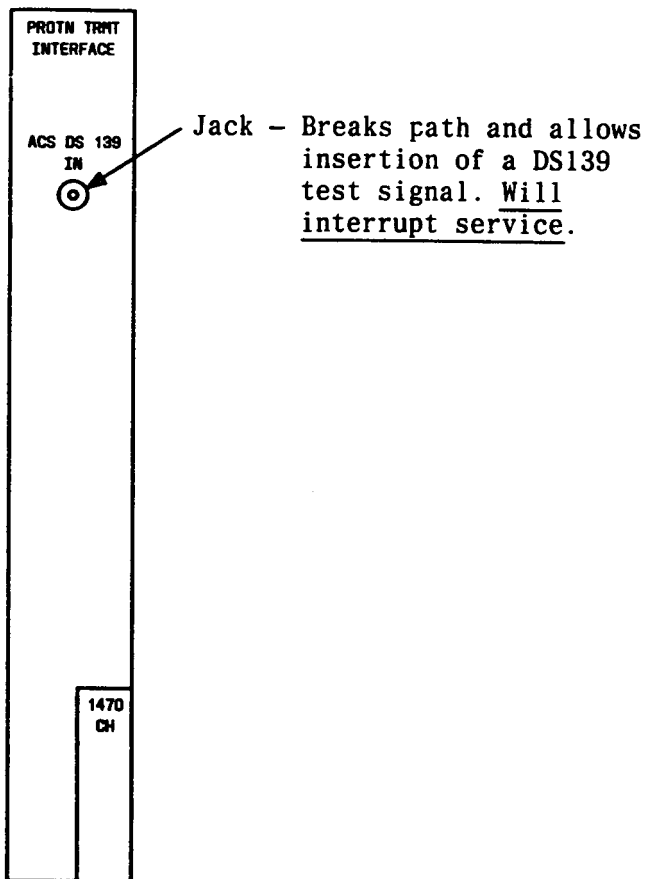 PROTN TRMT
INTERFACE
ACS DS 139
IN
Jack – Breaks path and allows
insertion of a DS139
test signal. Will
interrupt service.
1470
CH